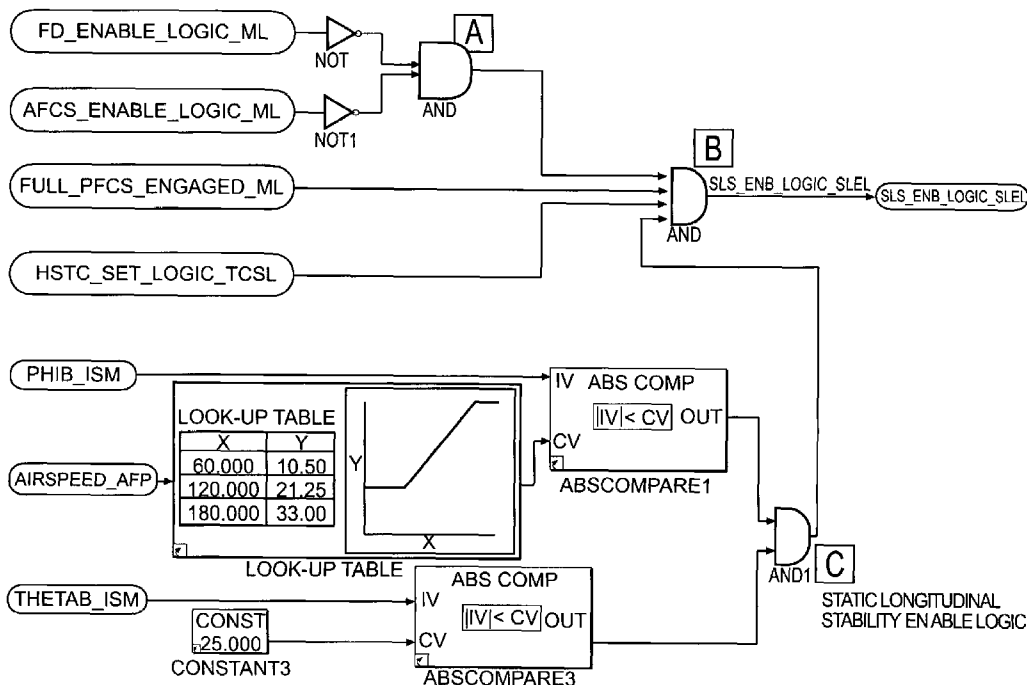 FD_ENABLE_LOGIC_ML
NOT
A
AND
AFCS_ENABLE_LOGIC_ML
NOT1
B
FULL_PFCS_ENGAGED_ML
SLS_ENB_LOGIC_SLEL
SLS_ENB_LOGIC_SLEL
AND
HSTC_SET_LOGIC_TCSL
PHIB_ISM
IV
ABS COMP
|IV| < CV
OUT
CV
ABSCOMPARE1
LOOK-UP TABLE
X Y
60.000 10.50
120.000 21.25
180.000 33.00
Y
X
AIRSPEED_AFP
LOOK-UP TABLE
AND1
C
STATIC LONGITUDINAL
STABILITY ENABLE LOGIC
THETAB_ISM
ABS COMP
IV
|IV| < CV
OUT
CV
CONST
25.000
CONSTANT3
ABSCOMPARE3